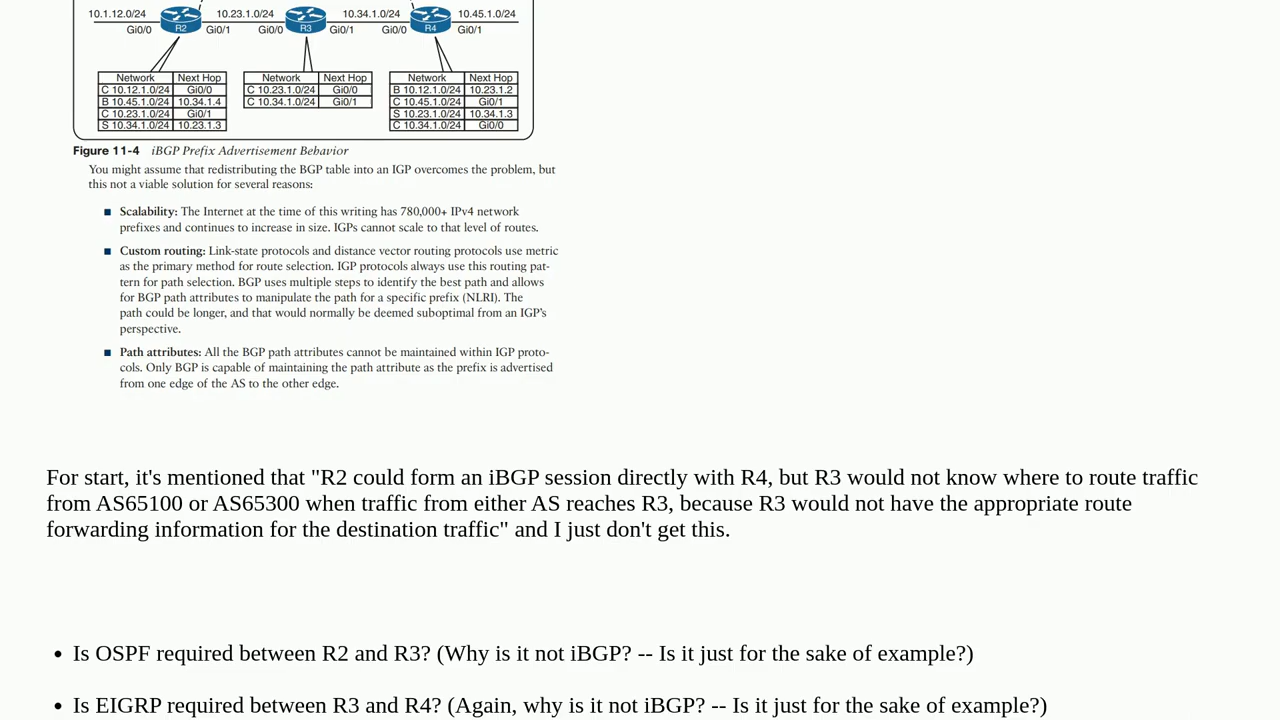 10.1.12.0/24 10.23.1.0/24 10.34.1.0/24 10.45.1.0/24
R2 R3 R4
Gi0/0 Gi0/1 Gi0/0 Gi0/1 Gi0/0 Gi0/1
Network Next Hop Network Next Hop Network Next Hop
C 10.12.1.0/24 Gi0/0 C 10.23.1.0/24 Gi0/0 B 10.12.1.0/24 10.23.1.2
B 10.45.1.0/24 10.34.1.4 C 10.34.1.0/24 Gi0/1 C 10.45.1.0/24 Gi0/1
C 10.23.1.0/24 Gi0/1 S 10.23.1.0/24 10.34.1.3
S 10.34.1.0/24 10.23.1.3 C 10.34.1.0/24 Gi0/0
Figure 11-4 iBGP Prefix Advertisement Behavior
You might assume that redistributing the BGP table into an IGP overcomes the problem, but
this not a viable solution for several reasons:
■ Scalability: The Internet at the time of this writing has 780,000+ IPv4 network
prefixes and continues to increase in size. IGPs cannot scale to that level of routes.
■ Custom routing: Link-state protocols and distance vector routing protocols use metric
as the primary method for route selection. IGP protocols always use this routing pat-
tern for path selection. BGP uses multiple steps to identify the best path and allows
for BGP path attributes to manipulate the path for a specific prefix (NLRI). The
path could be longer, and that would normally be deemed suboptimal from an IGP's
perspective.
■ Path attributes: All the BGP path attributes cannot be maintained within IGP proto-
cols. Only BGP is capable of maintaining the path attribute as the prefix is advertised
from one edge of the AS to the other edge.
For start, it's mentioned that "R2 could form an iBGP session directly with R4, but R3 would not know where to route traffic
from AS65100 or AS65300 when traffic from either AS reaches R3, because R3 would not have the appropriate route
forwarding information for the destination traffic" and I just don't get this.
• Is OSPF required between R2 and R3? (Why is it not iBGP? -- Is it just for the sake of example?)
• Is EIGRP required between R3 and R4? (Again, why is it not iBGP? -- Is it just for the sake of example?)